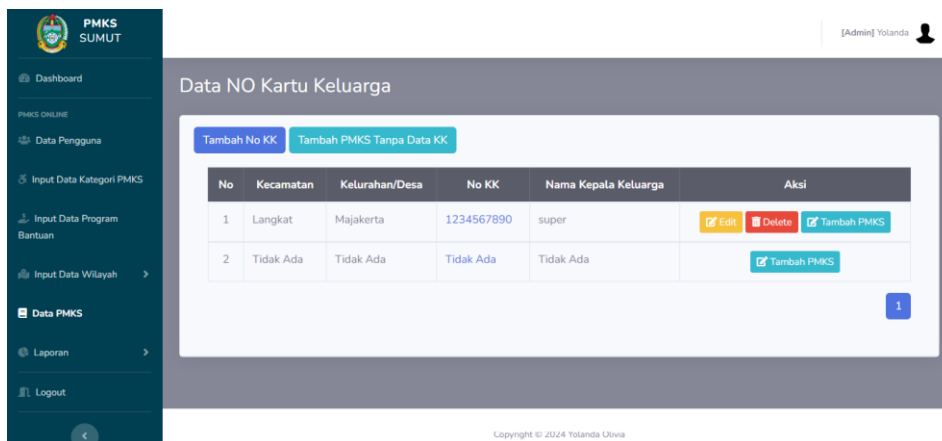 PMKS
SUMUT
[Admin] Yolanda
Dashboard
PMKS ONLINE
Data Pengguna
Input Data Kategori PMKS
Input Data Program
Bantuan
Input Data Wilayah
Data PMKS
Laporan
Logout
Data NO Kartu Keluarga
Tambah No KK Tambah PMKS Tanpa Data KK
No Kecamatan Kelurahan/Desa No KK Nama Kepala Keluarga Aksi
1 Langkat Majakerta 1234567890 super Edit Delete Tambah PMKS
2 Tidak Ada Tidak Ada Tidak Ada Tidak Ada Tambah PMKS
1
Copyright © 2024 Yolanda Olivia